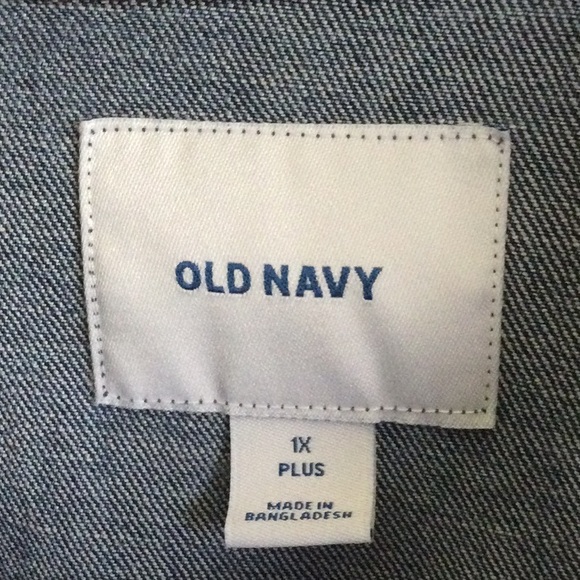 OLD NAVY
1X
PLUS
MADE IN
BANGLADESH